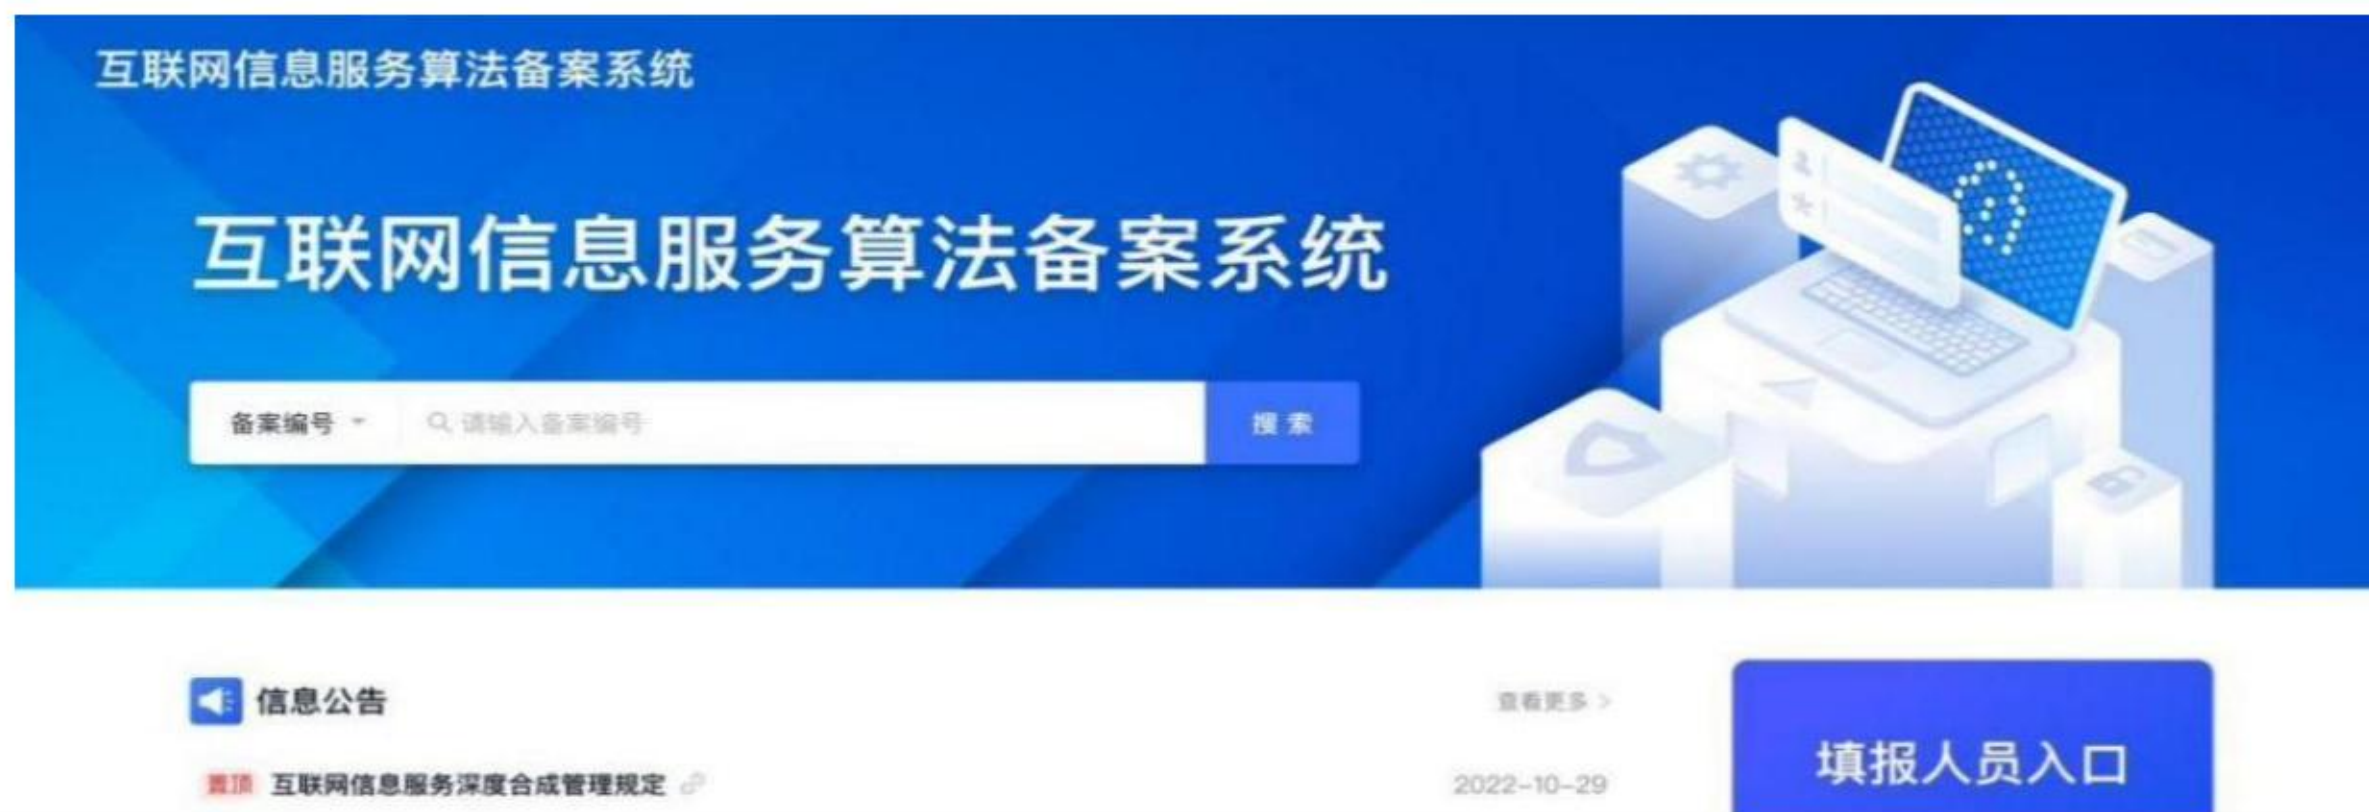 互联网信息服务算法备案系统
互联网信息服务算法备案系统
备案编号 请输入备案编号 搜索
信息公告 查看更多 >
填报人员入口
置顶 互联网信息服务深度合成管理规定 2022-10-29